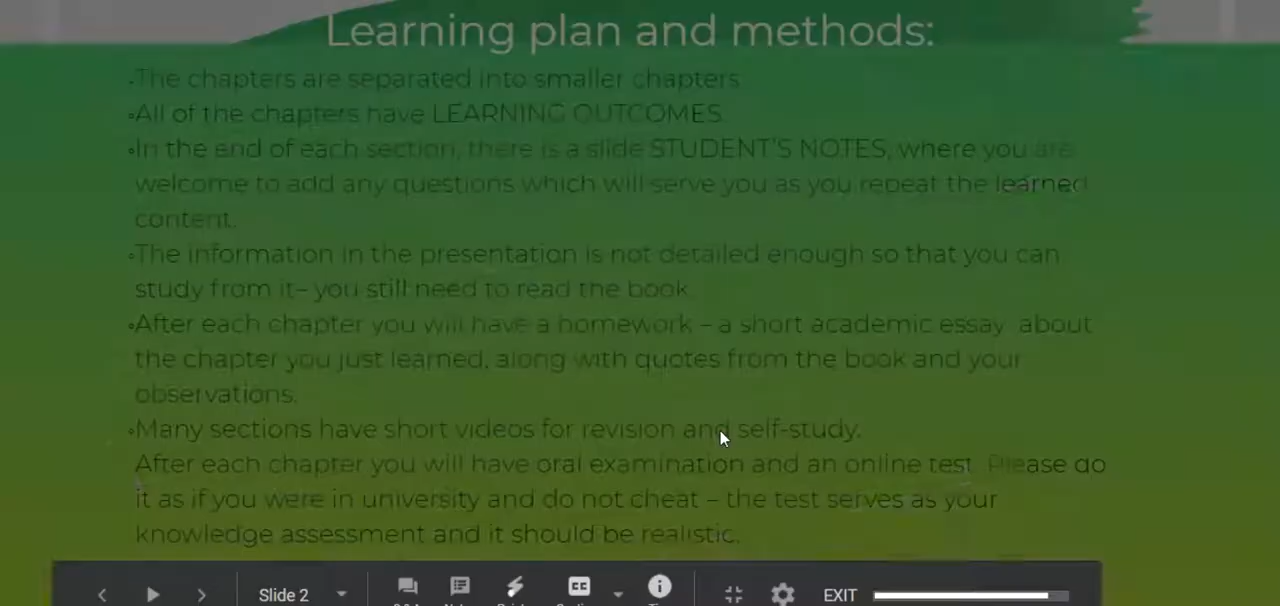 Learning plan and methods:
◦The chapters are separated into smaller chapters
◦All of the chapters have LEARNING OUTCOMES.
◦In the end of each section, there is a slide STUDENT'S NOTES, where you are
welcome to add any questions which will serve you as you repeat the learned
content.
◦The information in the presentation is not detailed enough so that you can
study from it– you still need to read the book.
◦After each chapter you will have a homework – a short academic essay about
the chapter you just learned, along with quotes from the book and your
observations.
◦Many sections have short videos for revision and self-study.
After each chapter you will have oral examination and an online test. Please do
it as if you were in university and do not cheat – the test serves as your
knowledge assessment and it should be realistic.
Slide 2 CC EXIT